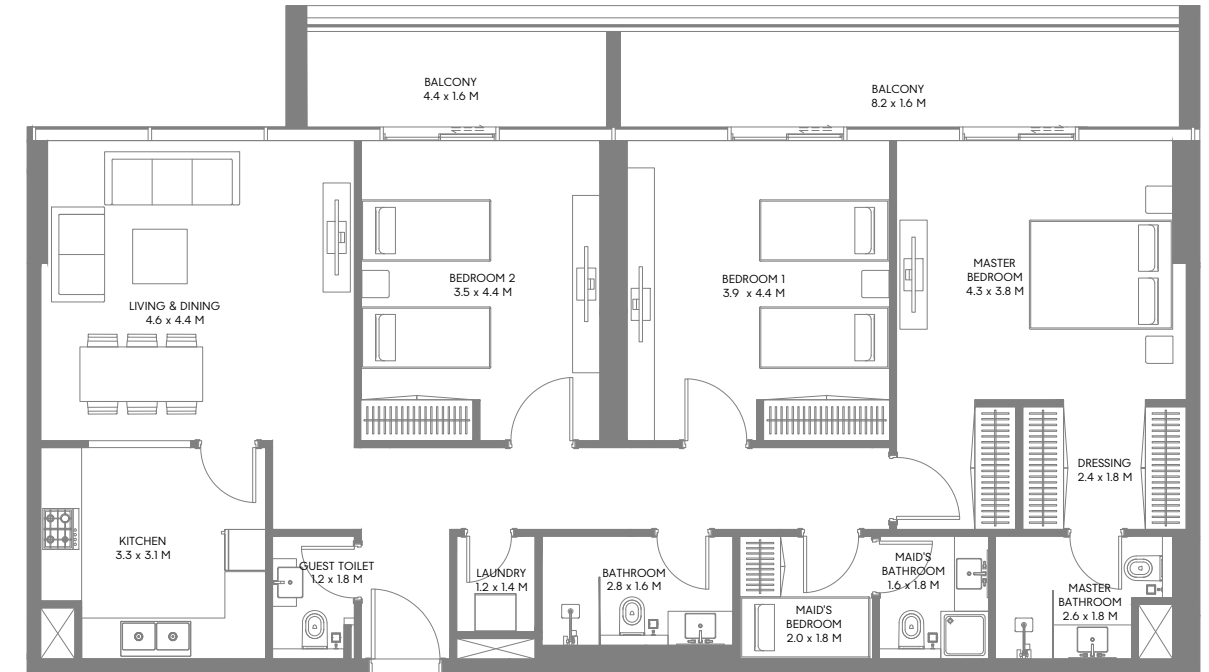 BALCONY
4.4 x 1.6 M
BALCONY
8.2 x 1.6 M
LIVING & DINING
4.6 x 4.4 M
BEDROOM 2
3.5 x 4.4 M
BEDROOM 1
3.9 x 4.4 M
MASTER
BEDROOM
4.3 x 3.8 M
DRESSING
2.4 x 1.8 M
KITCHEN
3.3 x 3.1 M
GUEST TOILET
1.2 x 1.8 M
LAUNDRY
1.2 x 1.4 M
BATHROOM
2.8 x 1.6 M
MAID'S
BEDROOM
2.0 x 1.8 M
MAID'S
BATHROOM
1.6 x 1.8 M
MASTER
BATHROOM
2.6 x 1.8 M